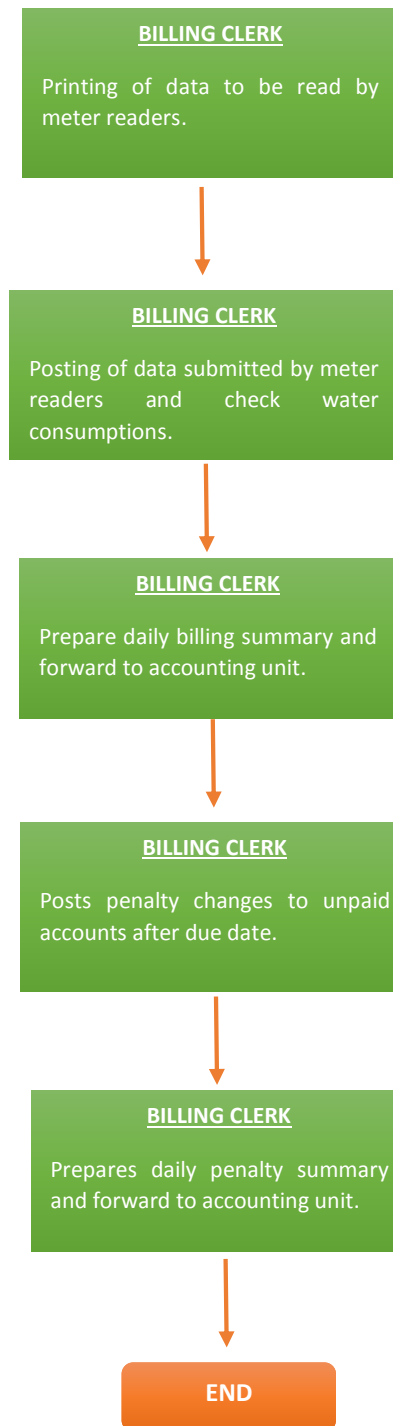 BILLING CLERK
Printing of data to be read by
meter readers.
BILLING CLERK
Posting of data submitted by meter
readers and check water
consumptions.
BILLING CLERK
Prepare daily billing summary and
forward to accounting unit.
BILLING CLERK
Posts penalty changes to unpaid
accounts after due date.
BILLING CLERK
Prepares daily penalty summary
and forward to accounting unit.
END